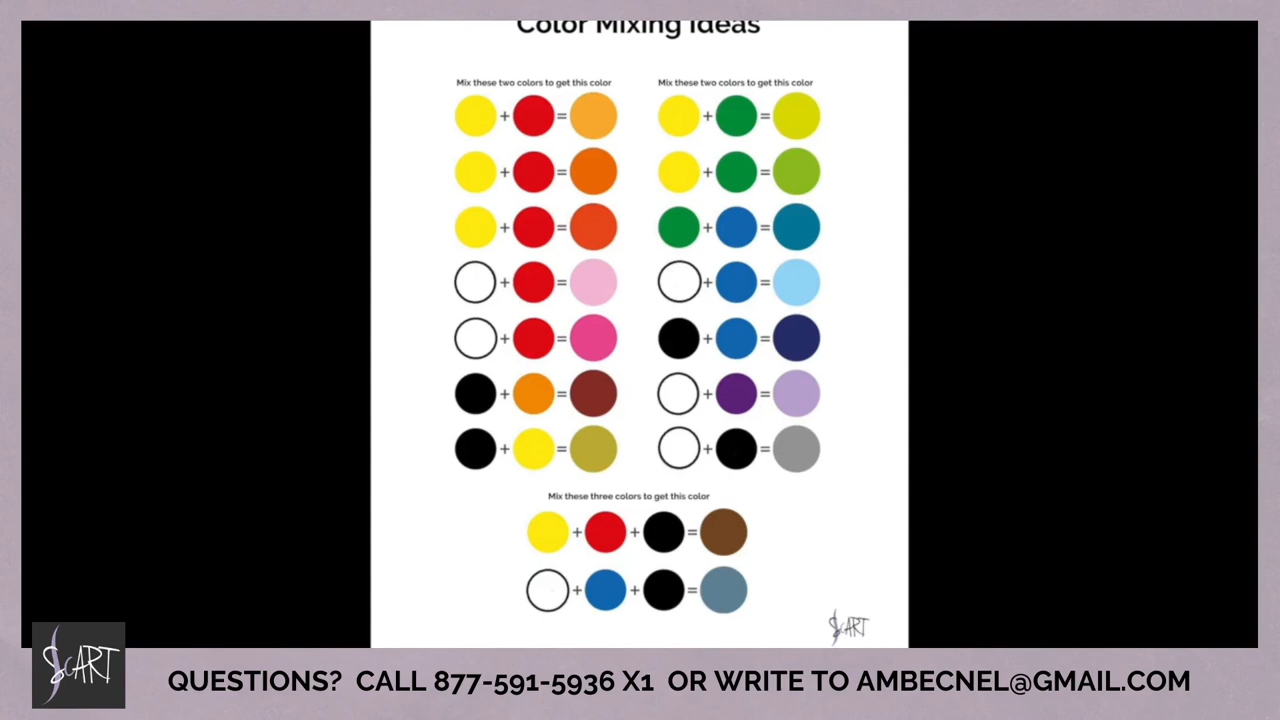 Color Mixing Ideas
Mix these two colors to get this color
Mix these two colors to get this color
+ =
+ =
+ =
+ =
+ =
+ =
+ =
+ =
+ =
+ =
+ =
+ =
+ =
+ =
Mix these three colors to get this color
+ + =
+ + =
ScART
ScART
QUESTIONS? CALL 877-591-5936 X1 OR WRITE TO AMBECNEL@GMAIL.COM